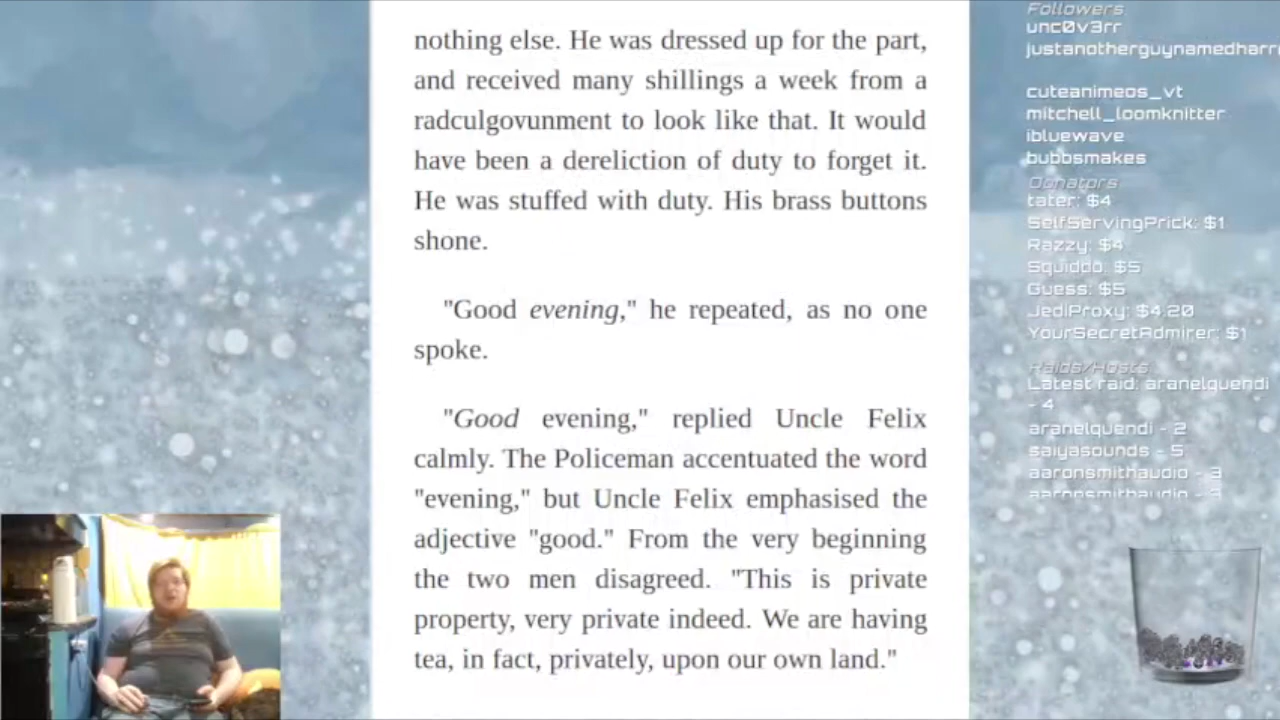 nothing else. He was dressed up for the part,
and received many shillings a week from a
radculgovunment to look like that. It would
have been a dereliction of duty to forget it.
He was stuffed with duty. His brass buttons
shone.
"Good evening," he repeated, as no one
spoke.
"Good evening," replied Uncle Felix
calmly. The Policeman accentuated the word
"evening," but Uncle Felix emphasised the
adjective "good." From the very beginning
the two men disagreed. "This is private
property, very private indeed. We are having
tea, in fact, privately, upon our own land."
Followers
unc0v3rr
justanotherguynamedharr
cuteanimeos_vt
mitchell_loomknitter
ibluewave
bubbsmakes
Donators
tater: $4
SelfServingPrick: $1
Razzy: $4
Squiddo: $5
Guess: $5
JediProxy: $4.20
YourSecretAdmirer: $1
Raids/Hosts
Latest raid: aranelquendi
- 4
aranelquendi - 2
saiyasounds - 5
aaronsmithaudio - 3
aaronsmithaudio - 3